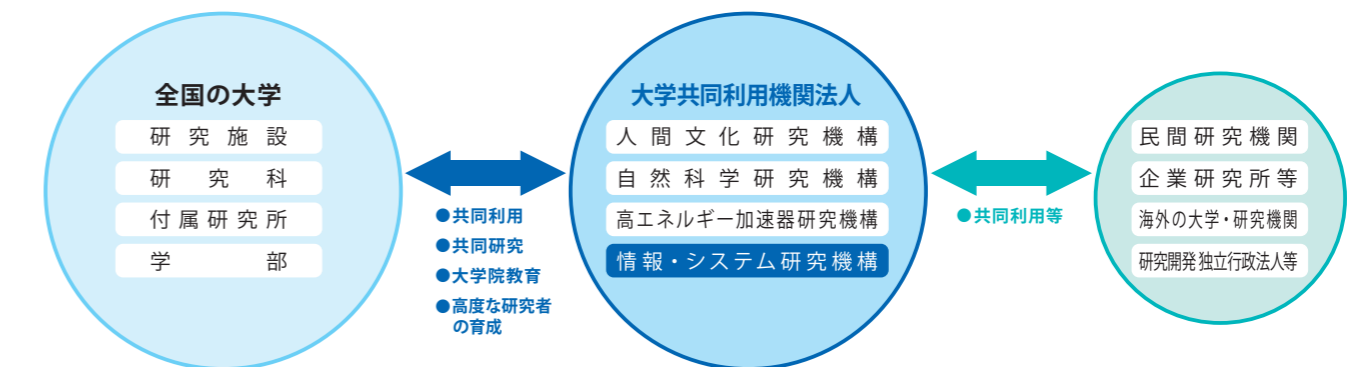 全国の大学
研究施設
研究科
付属研究所
学部
●共同利用
●共同研究
●大学院教育
●高度な研究者
の育成
大学共同利用機関法人
人間文化研究機構
自然科学研究機構
高エネルギー加速器研究機構
情報・システム研究機構
●共同利用等
民間研究機関
企業研究所等
海外の大学・研究機関
研究開発独立行政法人等